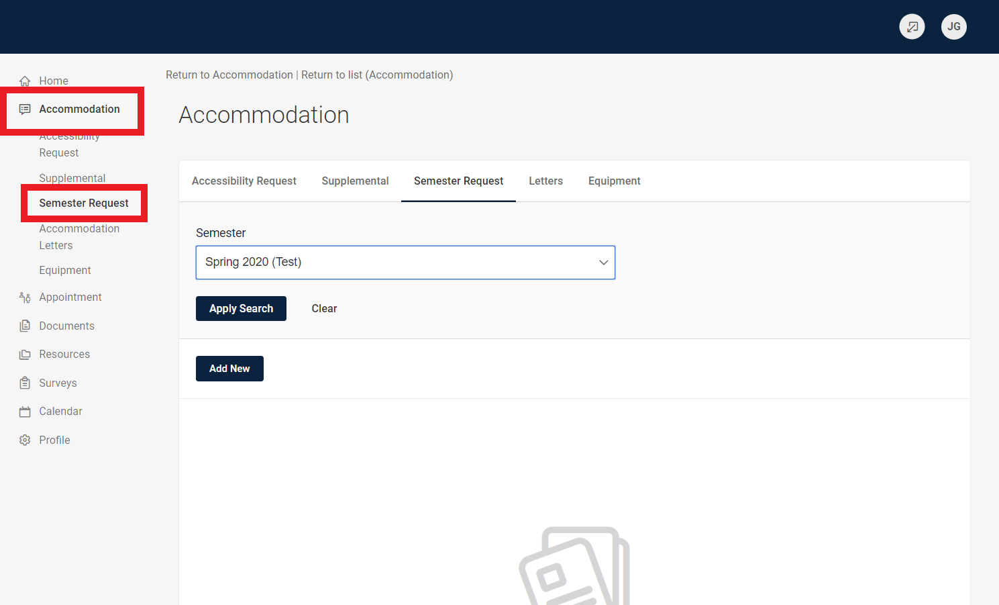 JG
Home
Accommodation
Accessibility
Request
Supplemental
Semester Request
Accommodation
Letters
Equipment
Appointment
Documents
Resources
Surveys
Calendar
Profile
Return to Accommodation | Return to list (Accommodation)
Accommodation
Accessibility Request Supplemental Semester Request Letters Equipment
Semester
Spring 2020 (Test)
Apply Search Clear
Add New